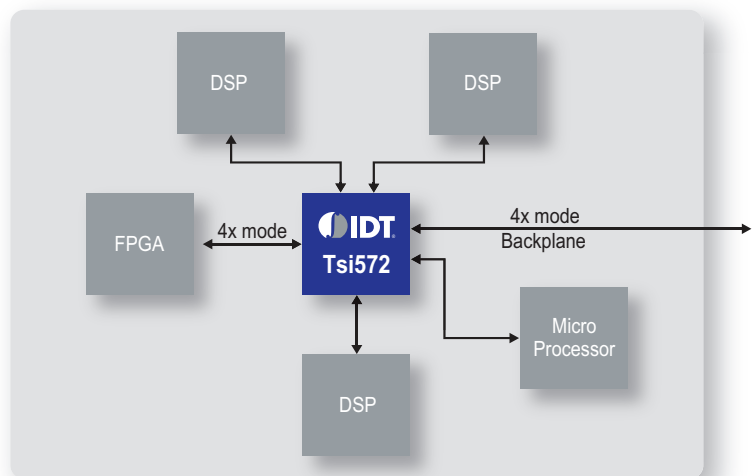 DSP
DSP
FPGA
4x mode
IDT
Tsi572
4x mode
Backplane
Micro
Processor
DSP